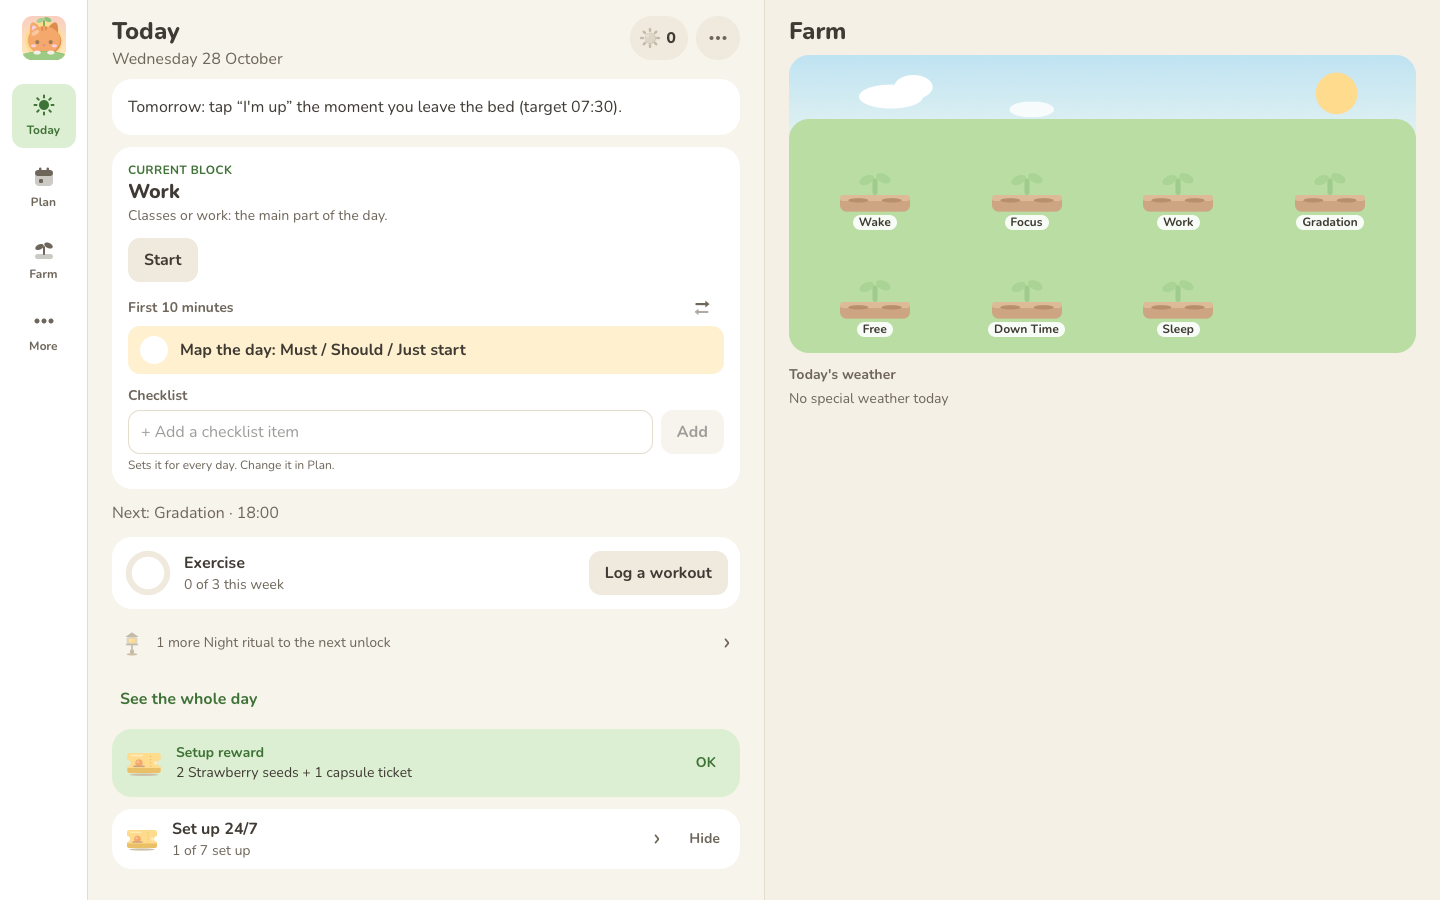 Today
Plan
Farm
More
Today
Wednesday 28 October
0
Tomorrow: tap “I'm up” the moment you leave the bed (target 07:30).
CURRENT BLOCK
Work
Classes or work: the main part of the day.
Start
First 10 minutes
Map the day: Must / Should / Just start
Checklist
+ Add a checklist item
Add
Sets it for every day. Change it in Plan.
Next: Gradation · 18:00
Exercise
0 of 3 this week
Log a workout
1 more Night ritual to the next unlock
See the whole day
Setup reward
2 Strawberry seeds + 1 capsule ticket
OK
Set up 24/7
1 of 7 set up
Hide
Farm
Wake
Focus
Work
Gradation
Free
Down Time
Sleep
Today's weather
No special weather today